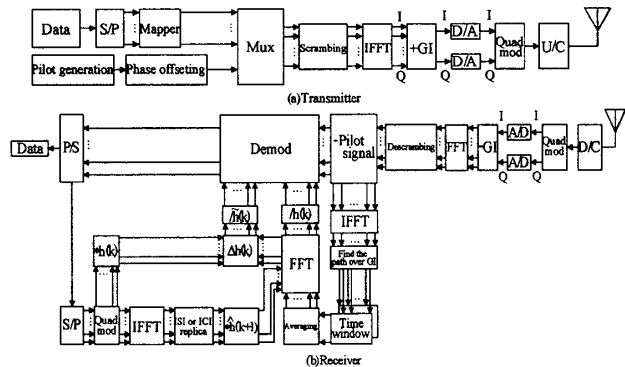 Data
S/P
Mapper
Pilot generation
Phase offseting
Mux
Scrambing
IFFT
+GI
I
Q
D/A
D/A
I
Q
Quad mod
U/C
(a)Transmitter
Data
P/S
Demod
-Pilot signal
Descrambing
FFT
-GI
I
Q
A/D
A/D
I
Q
Quad mod
D/C
/h̃(k)
/h(k)
IFFT
h(k)
Δh(k)
FFT
Find the path over GI
S/P
Quad mod
IFFT
SI or ICI replica
ĥ(k+1)
Averaging
Time window
(b)Receiver